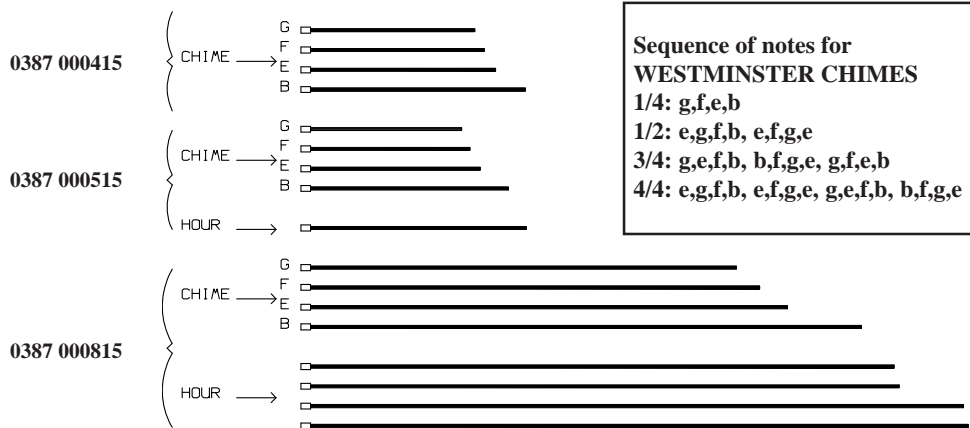 0387 000415
CHIME
G
F
E
B
0387 000515
CHIME
G
F
E
B
HOUR
0387 000815
CHIME
G
F
E
B
HOUR
Sequence of notes for
WESTMINSTER CHIMES
1/4: g,f,e,b
1/2: e,g,f,b, e,f,g,e
3/4: g,e,f,b, b,f,g,e, g,f,e,b
4/4: e,g,f,b, e,f,g,e, g,e,f,b, b,f,g,e